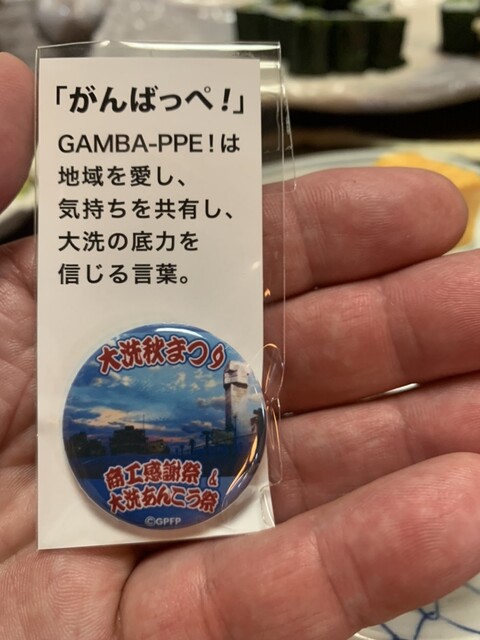 「がんばっぺ!」
GAMBA-PPE!は
地域を愛し、
気持ちを共有し、
大洗の底力を
信じる言葉。
大洗秋まつり
商工感謝祭 &
大洗あんこう祭
©GPFP